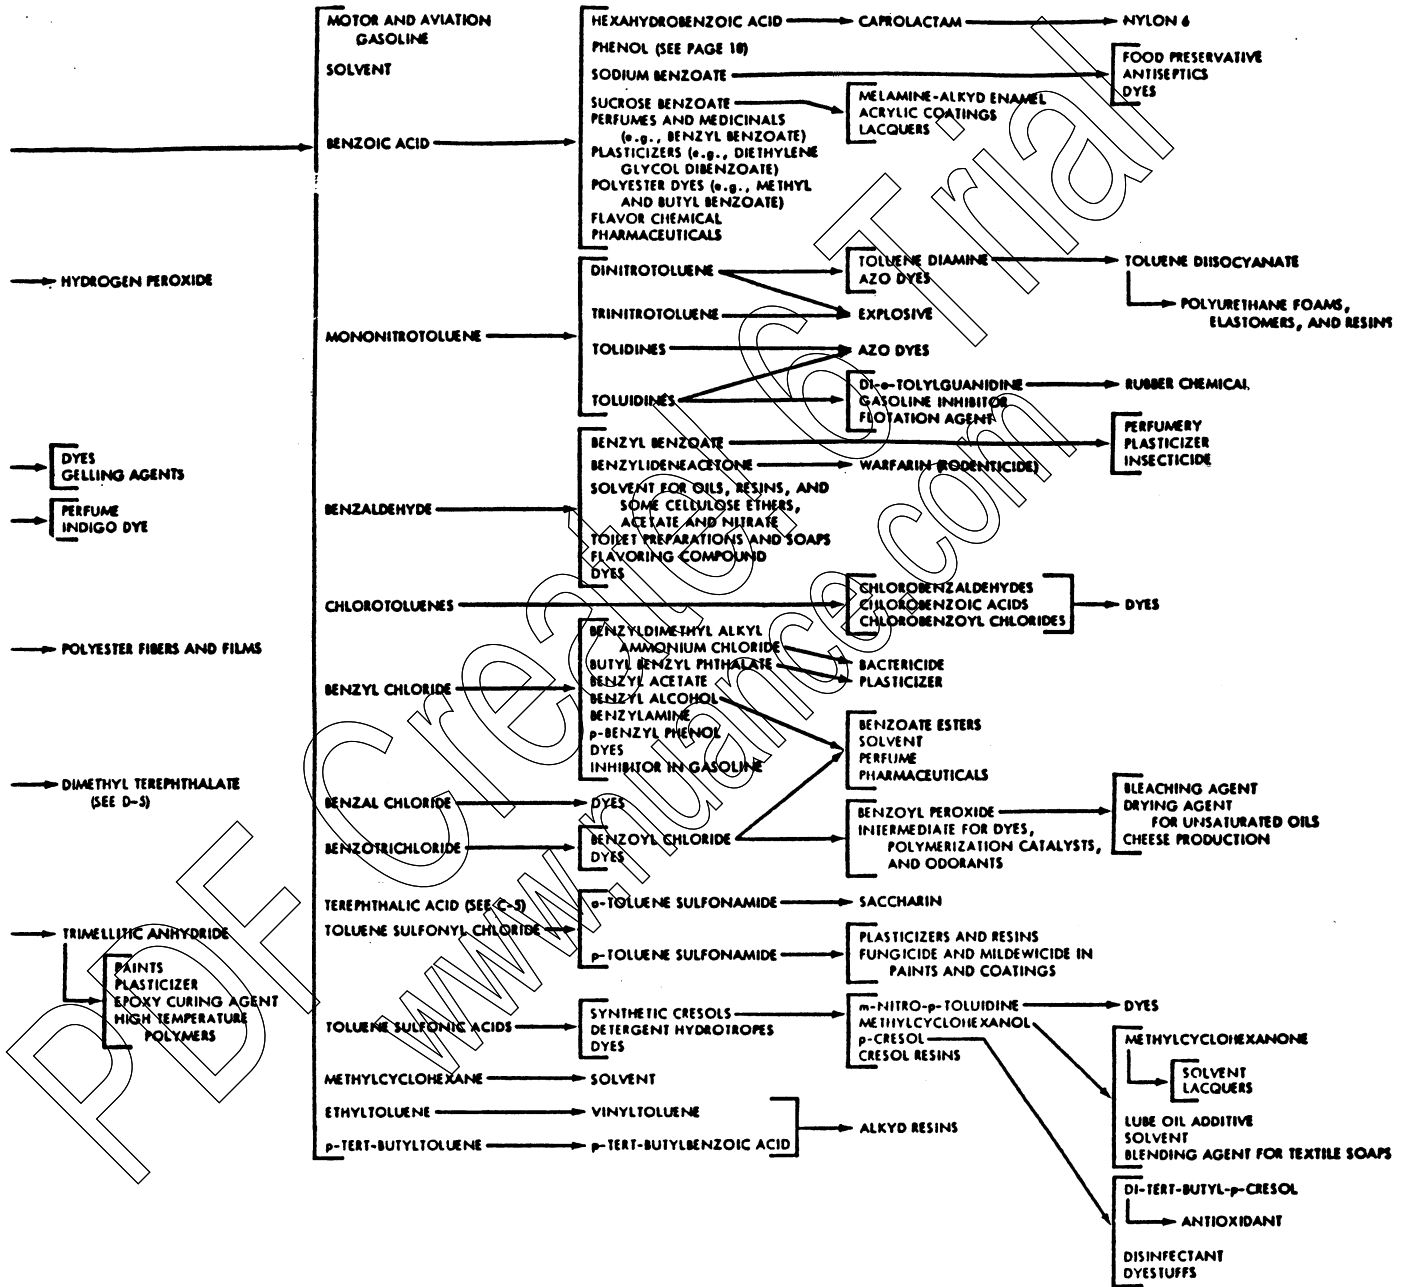 HYDROGEN PEROXIDE
DYES
GELLING AGENTS
PERFUME
INDIGO DYE
POLYESTER FIBERS AND FILMS
DIMETHYL TEREPHTHALATE
(SEE D-5)
TRIMELLITIC ANHYDRIDE
PAINTS
PLASTICIZER
EPOXY CURING AGENT
HIGH TEMPERATURE
POLYMERS
MOTOR AND AVIATION
GASOLINE
SOLVENT
BENZOIC ACID
MONONITROTOLUENE
BENZALDEHYDE
CHLOROTOLUENES
BENZYL CHLORIDE
BENZAL CHLORIDE
BENZOTRICHLORIDE
TEREPHTHALIC ACID (SEE C-5)
TOLUENE SULFONYL CHLORIDE
TOLUENE SULFONIC ACIDS
METHYLCYCLOHEXANE
ETHYLTOLUENE
p-TERT-BUTYLTOLUENE
HEXAHYDROBENZOIC ACID
PHENOL (SEE PAGE 18)
SODIUM BENZOATE
SUCROSE BENZOATE
PERFUMES AND MEDICINALS
(e.g., BENZYL BENZOATE)
PLASTICIZERS (e.g., DIETHYLENE
GLYCOL DIBENZOATE)
POLYESTER DYES (e.g., METHYL
AND BUTYL BENZOATE)
FLAVOR CHEMICAL
PHARMACEUTICALS
DINITROTOLUENE
TRINITROTOLUENE
TOLIDINES
TOLUIDINES
BENZYL BENZOATE
BENZYLIDENEACETONE
SOLVENT FOR OILS, RESINS, AND
SOME CELLULOSE ETHERS,
ACETATE AND NITRATE
TOILET PREPARATIONS AND SOAPS
FLAVORING COMPOUND
DYES
BENZYLDIMETHYL ALKYL
AMMONIUM CHLORIDE
BUTYL BENZYL PHTHALATE
BENZYL ACETATE
BENZYL ALCOHOL
BENZYLAMINE
p-BENZYL PHENOL
DYES
INHIBITOR IN GASOLINE
DYES
BENZOYL CHLORIDE
DYES
o-TOLUENE SULFONAMIDE
p-TOLUENE SULFONAMIDE
SYNTHETIC CRESOLS
DETERGENT HYDROTROPES
DYES
SOLVENT
VINYLTOLUENE
p-TERT-BUTYLBENZOIC ACID
CAPROLACTAM
MELAMINE-ALKYD ENAMEL
ACRYLIC COATINGS
LACQUERS
TOLUENE DIAMINE
AZO DYES
EXPLOSIVE
AZO DYES
DI-o-TOLYLGUANIDINE
GASOLINE INHIBITOR
FLOTATION AGENT
WARFARIN (RODENTICIDE)
CHLOROBENZALDEHYDES
CHLOROBENZOIC ACIDS
CHLOROBENZOYL CHLORIDES
BACTERICIDE
PLASTICIZER
BENZOATE ESTERS
SOLVENT
PERFUME
PHARMACEUTICALS
BENZOYL PEROXIDE
INTERMEDIATE FOR DYES,
POLYMERIZATION CATALYSTS,
AND ODORANTS
SACCHARIN
PLASTICIZERS AND RESINS
FUNGICIDE AND MILDEWICIDE IN
PAINTS AND COATINGS
m-NITRO-p-TOLUIDINE
METHYLCYCLOHEXANOL
p-CRESOL
CRESOL RESINS
ALKYD RESINS
NYLON 6
FOOD PRESERVATIVE
ANTISEPTICS
DYES
TOLUENE DIISOCYANATE
POLYURETHANE FOAMS,
ELASTOMERS, AND RESINS
RUBBER CHEMICAL
PERFUMERY
PLASTICIZER
INSECTICIDE
DYES
BLEACHING AGENT
DRYING AGENT
FOR UNSATURATED OILS
CHEESE PRODUCTION
DYES
METHYLCYCLOHEXANONE
SOLVENT
LACQUERS
LUBE OIL ADDITIVE
SOLVENT
BLENDING AGENT FOR TEXTILE SOAPS
DI-TERT-BUTYL-p-CRESOL
ANTIOXIDANT
DISINFECTANT
DYESTUFFS
PDF Create! 6 Trial
www.nuance.com